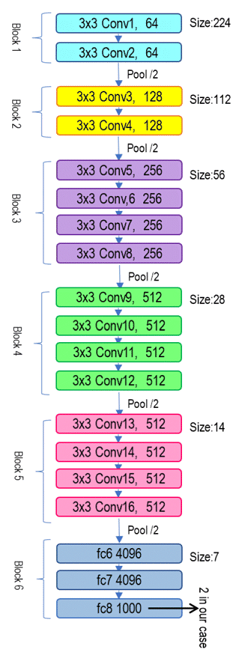 Block 1
3x3 Conv1, 64
Size:224
3x3 Conv2, 64
Pool /2
Block 2
3x3 Conv3, 128
Size:112
3x3 Conv4, 128
Pool /2
Block 3
3x3 Conv5, 256
Size:56
3x3 Conv,6 256
3x3 Conv7, 256
3x3 Conv8, 256
Pool /2
Block 4
3x3 Conv9, 512
Size:28
3x3 Conv10, 512
3x3 Conv11, 512
3x3 Conv12, 512
Pool /2
Block 5
3x3 Conv13, 512
Size:14
3x3 Conv14, 512
3x3 Conv15, 512
3x3 Conv16, 512
Pool /2
Block 6
fc6 4096
Size:7
fc7 4096
fc8 1000
2 in our case